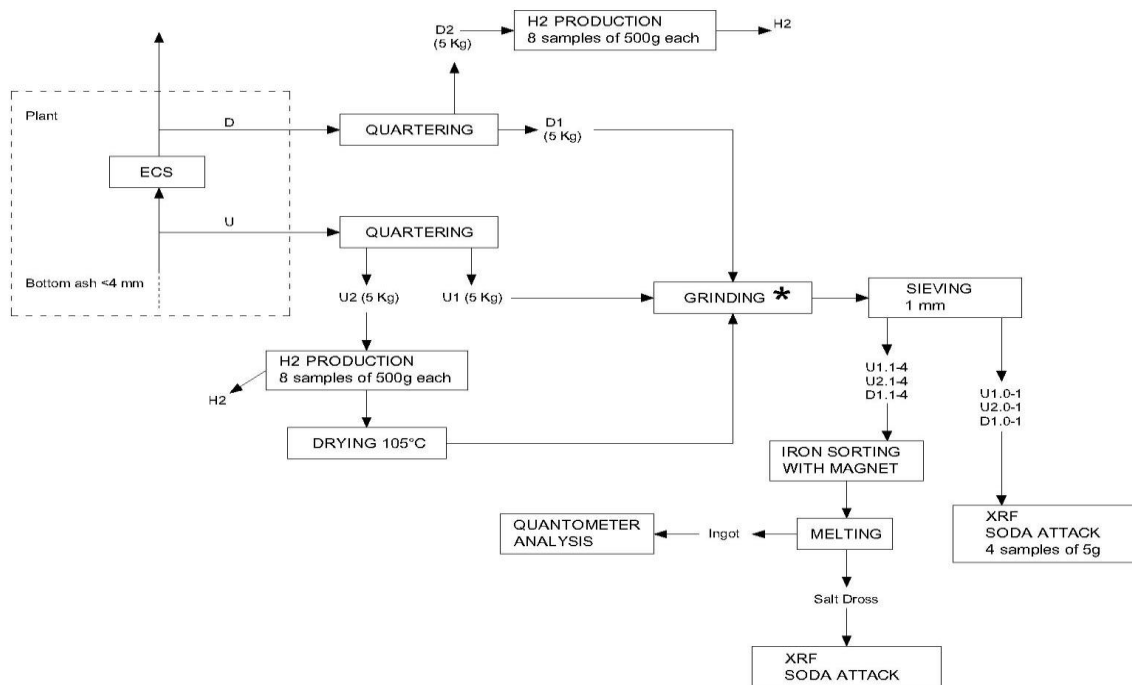 D2
(5 Kg)
H2 PRODUCTION
8 samples of 500g each
H2
Plant
D
QUARTERING
D1
(5 Kg)
ECS
U
QUARTERING
Bottom ash <4 mm
U2 (5 Kg)
U1 (5 Kg)
GRINDING *
SIEVING
1 mm
H2 PRODUCTION
8 samples of 500g each
H2
DRYING 105°C
U1.1-4
U2.1-4
D1.1-4
U1.0-1
U2.0-1
D1.0-1
IRON SORTING
WITH MAGNET
QUANTOMETER
ANALYSIS
Ingot
MELTING
XRF
SODA ATTACK
4 samples of 5g
Salt Dross
XRF
SODA ATTACK